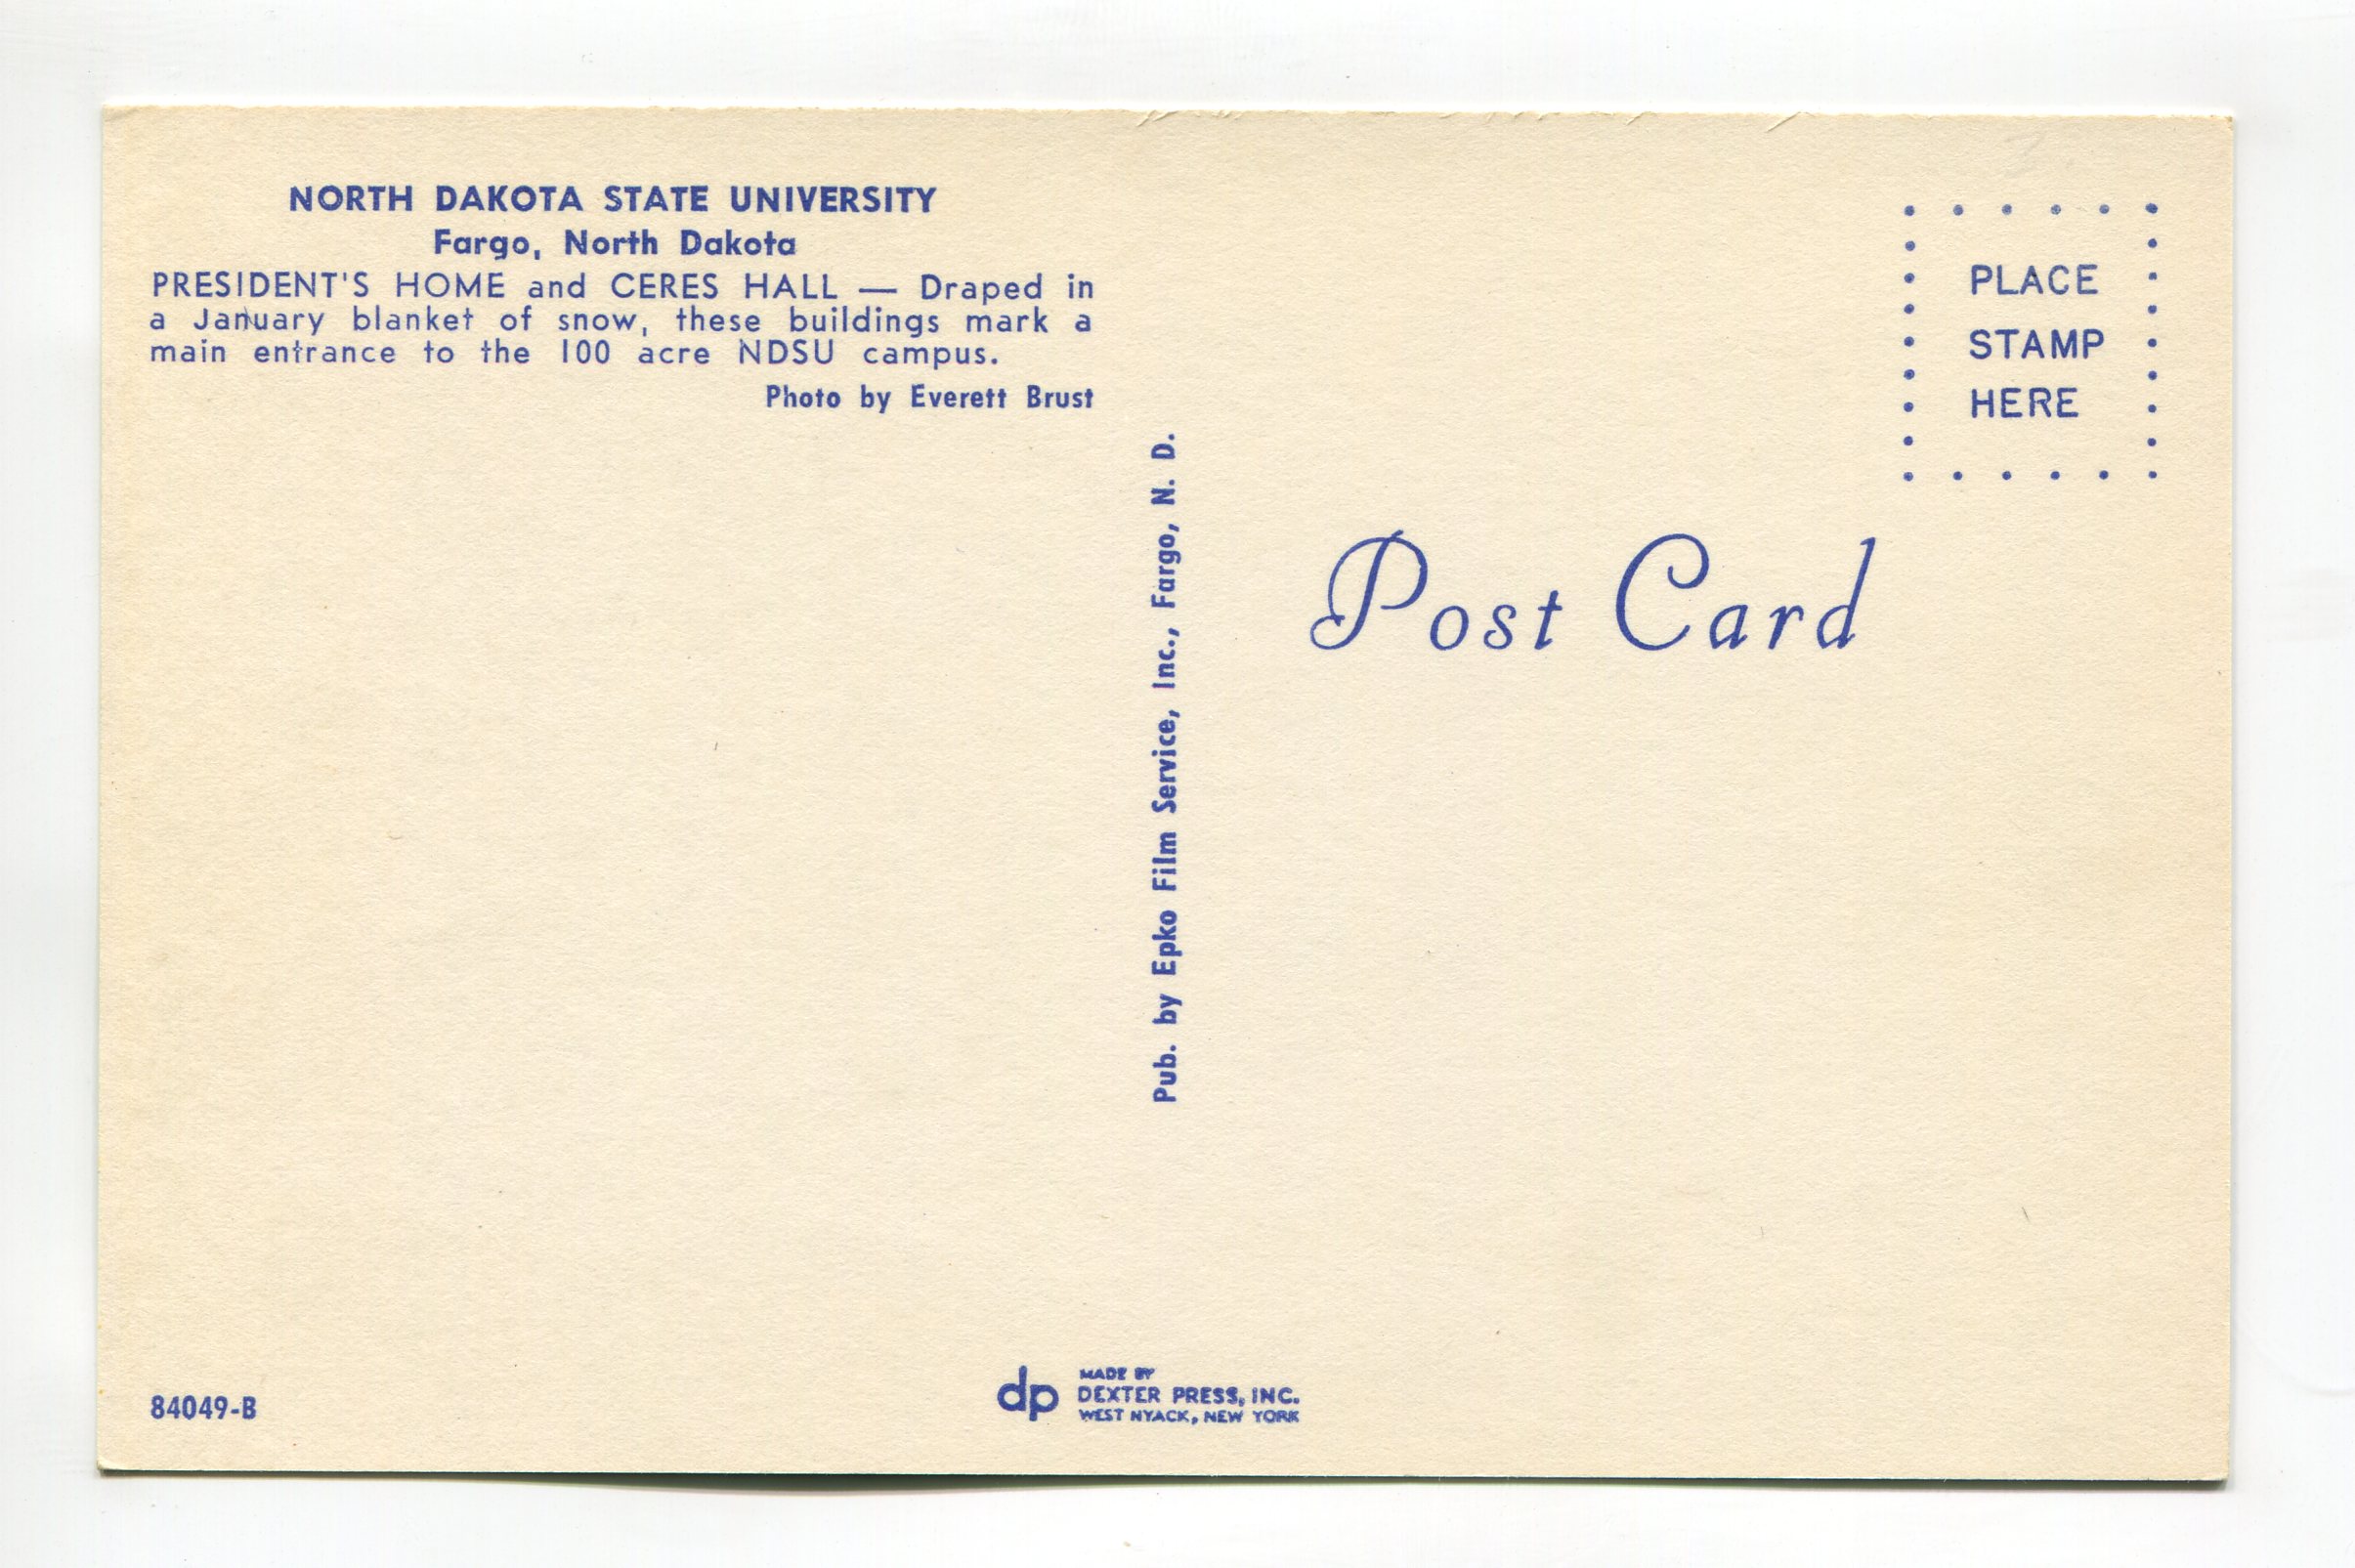 NORTH DAKOTA STATE UNIVERSITY
Fargo, North Dakota
PRESIDENT'S HOME and CERES HALL — Draped in
a January blanket of snow, these buildings mark a
main entrance to the 100 acre NDSU campus.
Photo by Everett Brust
Pub. by Epko Film Service, Inc., Fargo, N. D.
PLACE
STAMP
HERE
Post Card
84049-B
dp
MADE BY
DEXTER PRESS, INC.
WEST NYACK, NEW YORK